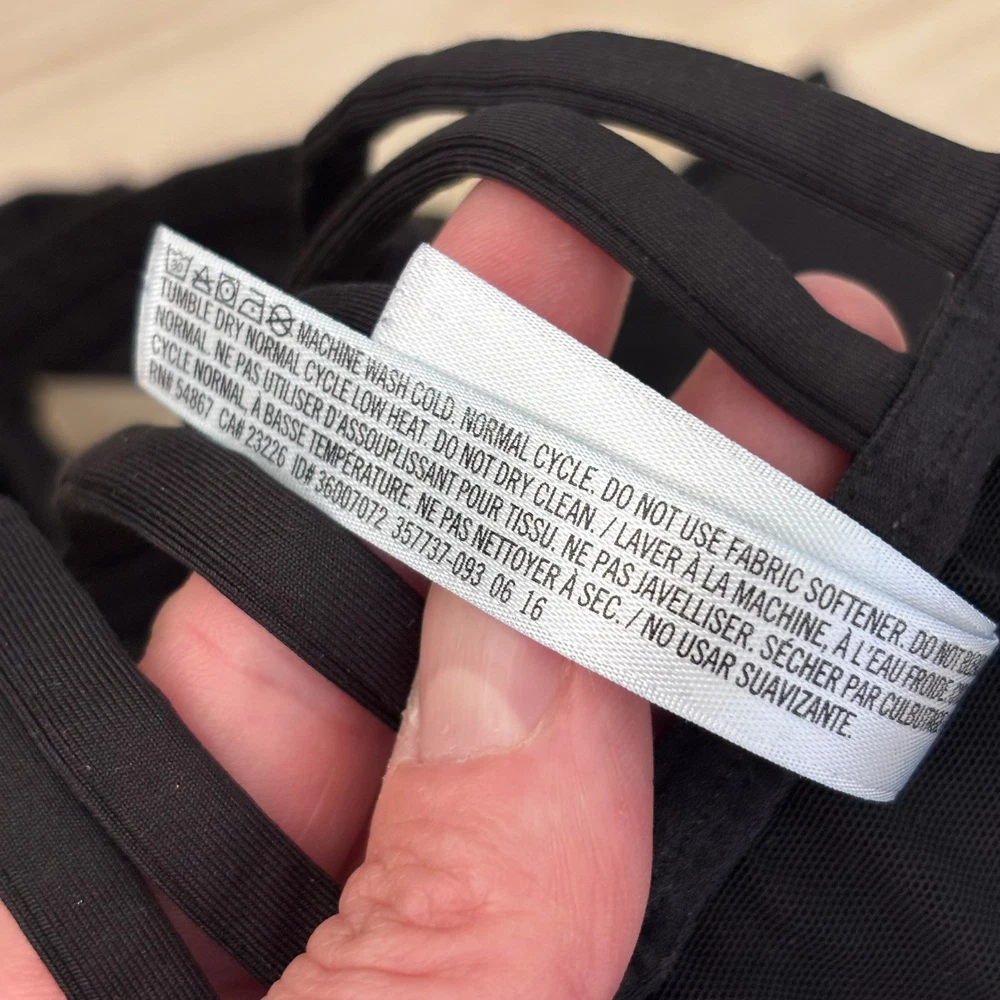 30 MACHINE WASH COLD NORMAL CYCLE. DO NOT USE FABRIC SOFTENER. DO NOT
TUMBLE DRY NORMAL CYCLE LOW HEAT. DO NOT DRY CLEAN. / LAVER À LA MACHINE, À L'EAU FROIDE,
NORMAL. NE PAS UTILISER D'ASSOUPLISSANT POUR TISSU. NE PAS JAVELLISER. SÉCHER PAR
CYCLE NORMAL, À BASSE TEMPÉRATURE. NE PAS NETTOYER À SEC. / NO USAR SUAVIZANTE.
RN# 54867 CA# 23226 ID# 36007072 357737-093 06 16